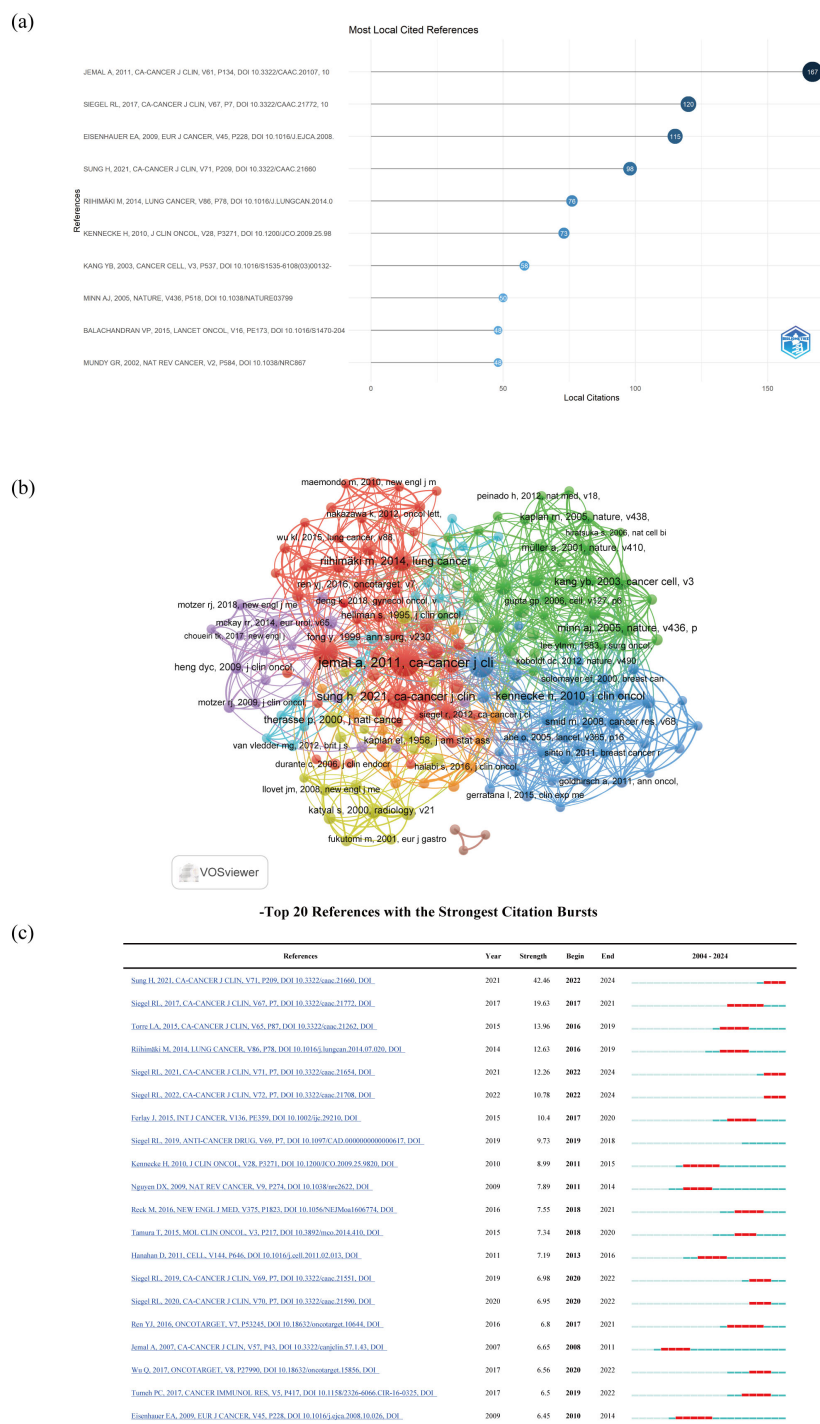 (a)
Most Local Cited References
JEMAL A, 2011, CA-CANCER J CLIN, V61, P134, DOI 10.3322/CAAC.20107, 10
167
SIEGEL RL, 2017, CA-CANCER J CLIN, V67, P7, DOI 10.3322/CAAC.21772, 10
120
EISENHAUER EA, 2009, EUR J CANCER, V45, P228, DOI 10.1016/J.EJCA.2008.
115
SUNG H, 2021, CA-CANCER J CLIN, V71, P209, DOI 10.3322/CAAC.21660
98
RIIHIMÄKI M, 2014, LUNG CANCER, V86, P78, DOI 10.1016/J.LUNGCAN.2014.0
76
KENNECKE H, 2010, J CLIN ONCOL, V28, P3271, DOI 10.1200/JCO.2009.25.98
73
KANG YB, 2003, CANCER CELL, V3, P537, DOI 10.1016/S1535-6108(03)00132-
58
MINN AJ, 2005, NATURE, V436, P518, DOI 10.1038/NATURE03799
50
BALACHANDRAN VP, 2015, LANCET ONCOL, V16, PE173, DOI 10.1016/S1470-204
48
MUNDY GR, 2002, NAT REV CANCER, V2, P584, DOI 10.1038/NRC867
48
References
0
50
100
150
Local Citations
(b)
maemondo m, 2010, new engl j m
nakazawa k, 2012, oncol lett,
wu kl, 2015, lung cancer, v88
riihimäki m, 2014, lung cancer
ren yj, 2016, oncotarget, v7
deng k, 2018, gynecol oncol, v
hellman s, 1995, j clin oncol
fong y, 1999, ann surg, v230
motzer rj, 2018, new engl j me
mckay rr, 2014, eur urol, v65
choueiri tk, 2017, new engl j
heng dyc, 2009, j clin oncol,
motzer rj, 2009, j clin oncol,
peinado h, 2012, nat med, v18,
kaplan rn, 2005, nature, v438,
hiratsuka s, 2006, nat cell bi
muller a, 2001, nature, v410,
kang yb, 2003, cancer cell, v3
gupta gp, 2006, cell, v127, p6
minn aj, 2005, nature, v436, p
lee ytnm, 1983, j surg oncol,
koboldt dc, 2012, nature, v490
solomayer ef, 2000, breast can
jemal a, 2011, ca-cancer j cli
sung h, 2021, ca-cancer j clin
kennecke h, 2010, j clin oncol
siegel r, 2012, ca-cancer j cl
therasse p, 2000, j natl cance
smid m, 2008, cancer res, v68
abe o, 2005, lancet, v365, p16
kaplan el, 1958, j am stat ass
van vledder mg, 2012, brit j s
sihto h, 2011, breast cancer r
durante c, 2006, j clin endocr
halabi s, 2016, j clin oncol
goldhirsch a, 2011, ann oncol,
llovet jm, 2008, new engl j me
gerratana l, 2015, clin exp me
katyal s, 2000, radiology, v21
fukutomi m, 2001, eur j gastro
VOSviewer
-Top 20 References with the Strongest Citation Bursts
(c)
References Year Strength Begin End 2004 - 2024
Sung H, 2021, CA-CANCER J CLIN, V71, P209, DOI 10.3322/caac.21660, DOI 2021 42.46 2022 2024
Siegel RL, 2017, CA-CANCER J CLIN, V67, P7, DOI 10.3322/caac.21772, DOI 2017 19.63 2017 2021
Torre LA, 2015, CA-CANCER J CLIN, V65, P87, DOI 10.3322/caac.21262, DOI 2015 13.96 2016 2019
Riihimäki M, 2014, LUNG CANCER, V86, P78, DOI 10.1016/j.lungcan.2014.07.020, DOI 2014 12.63 2016 2019
Siegel RL, 2021, CA-CANCER J CLIN, V71, P7, DOI 10.3322/caac.21654, DOI 2021 12.26 2022 2024
Siegel RL, 2022, CA-CANCER J CLIN, V72, P7, DOI 10.3322/caac.21708, DOI 2022 10.78 2022 2024
Ferlay J, 2015, INT J CANCER, V136, PE359, DOI 10.1002/ijc.29210, DOI 2015 10.4 2017 2020
Siegel RL, 2019, ANTI-CANCER DRUG, V69, P7, DOI 10.1097/CAD.0000000000000617, DOI 2019 9.73 2019 2018
Kennecke H, 2010, J CLIN ONCOL, V28, P3271, DOI 10.1200/JCO.2009.25.9820, DOI 2010 8.99 2011 2015
Nguyen DX, 2009, NAT REV CANCER, V9, P274, DOI 10.1038/nrc2622, DOI 2009 7.89 2011 2014
Reck M, 2016, NEW ENGL J MED, V375, P1823, DOI 10.1056/NEJMoa1606774, DOI 2016 7.55 2018 2021
Tamura T, 2015, MOL CLIN ONCOL, V3, P217, DOI 10.3892/mco.2014.410, DOI 2015 7.34 2018 2020
Hanahan D, 2011, CELL, V144, P646, DOI 10.1016/j.cell.2011.02.013, DOI 2011 7.19 2013 2016
Siegel RL, 2019, CA-CANCER J CLIN, V69, P7, DOI 10.3322/caac.21551, DOI 2019 6.98 2020 2022
Siegel RL, 2020, CA-CANCER J CLIN, V70, P7, DOI 10.3322/caac.21590, DOI 2020 6.95 2022 2022
Ren YJ, 2016, ONCOTARGET, V7, P53245, DOI 10.18632/oncotarget.10644, DOI 2016 6.8 2017 2021
Jemal A, 2007, CA-CANCER J CLIN, V57, P43, DOI 10.3322/canjclin.57.1.43, DOI 2007 6.65 2008 2011
Wu Q, 2017, ONCOTARGET, V8, P27990, DOI 10.18632/oncotarget.15856, DOI 2017 6.56 2020 2022
Tumeh PC, 2017, CANCER IMMUNOL RES, V5, P417, DOI 10.1158/2326-6066.CIR-16-0325, DOI 2017 6.5 2019 2022
Eisenhauer EA, 2009, EUR J CANCER, V45, P228, DOI 10.1016/j.ejca.2008.10.026, DOI 2009 6.45 2010 2014